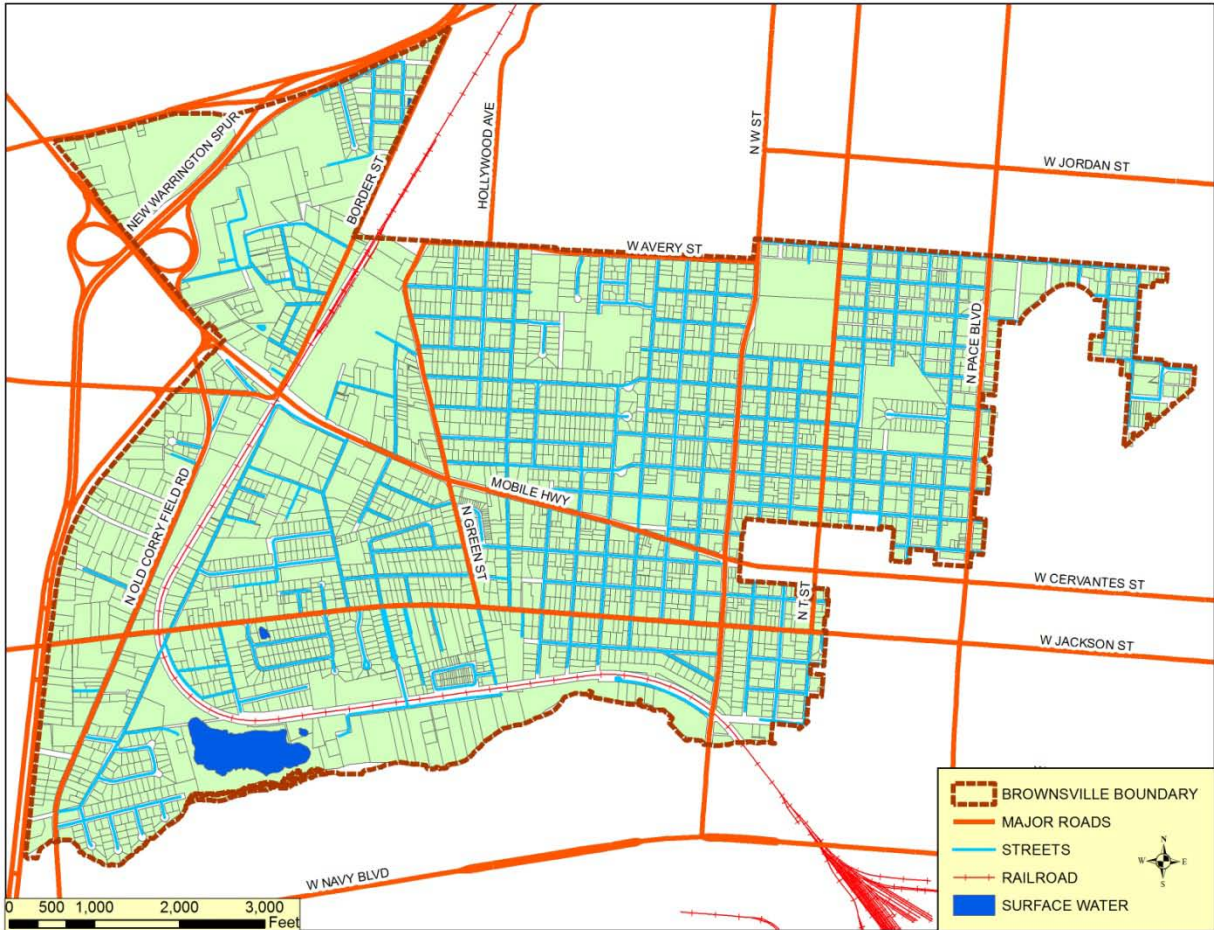 NEW WARRINGTON SPUR
BORDER ST
HOLLYWOOD AVE
N W ST
W JORDAN ST
W AVERY ST
N PACE BLVD
MOBILE HWY
N GREEN ST
N OLD CORRY FIELD RD
N T ST
W CERVANTES ST
W JACKSON ST
W NAVY BLVD
BROWNSVILLE BOUNDARY
MAJOR ROADS
STREETS
RAILROAD
SURFACE WATER
N
W E
S
0 500 1,000 2,000 3,000
Feet